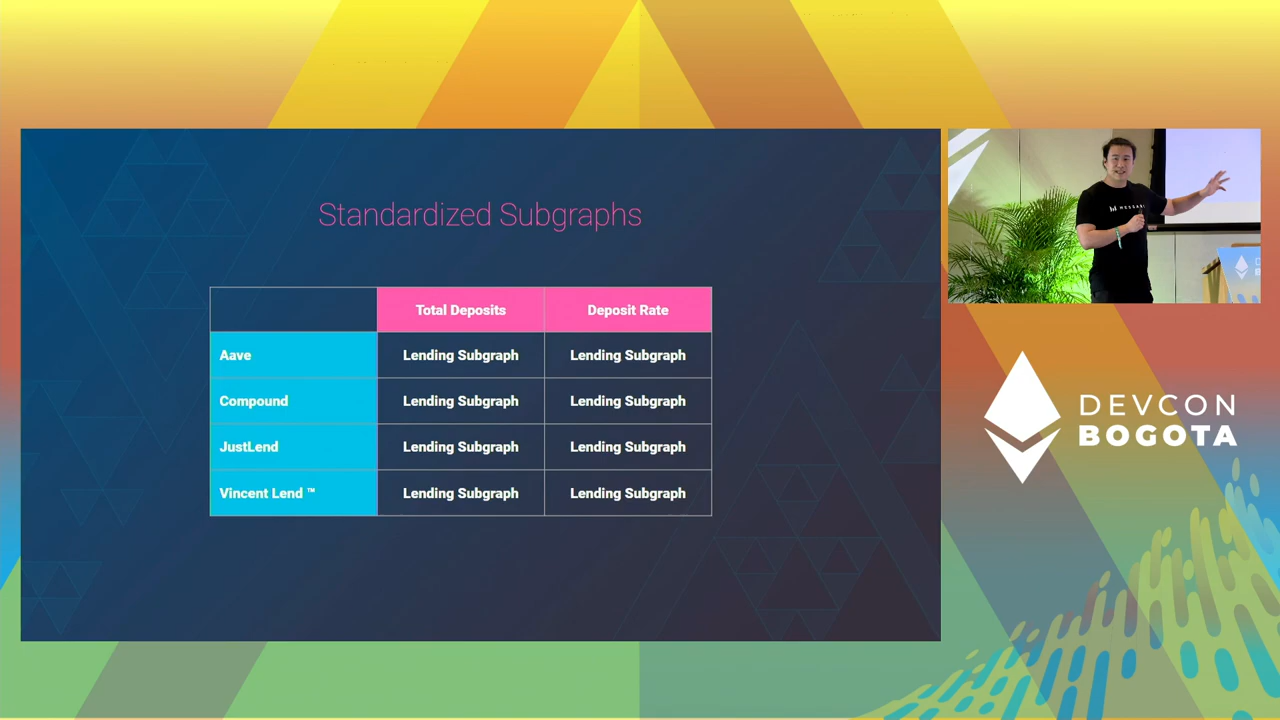 Standardized Subgraphs
Total Deposits Deposit Rate
Aave Lending Subgraph Lending Subgraph
Compound Lending Subgraph Lending Subgraph
JustLend Lending Subgraph Lending Subgraph
Vincent Lend ™ Lending Subgraph Lending Subgraph
DEVCON
BOGOTA